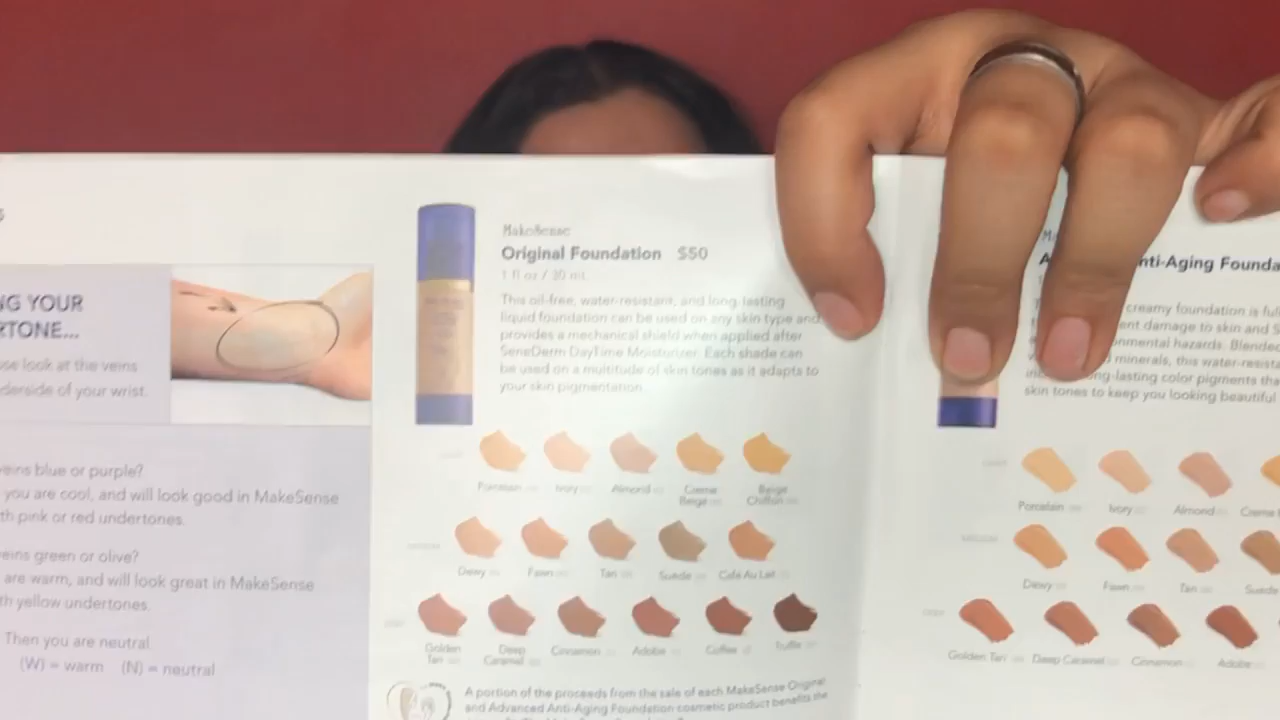 NG YOUR
RTONE...
se look at the veins
derside of your wrist.
veins blue or purple?
you are cool, and will look good in MakeSense
th pink or red undertones.
veins green or olive?
are warm, and will look great in MakeSense
th yellow undertones.
Then you are neutral
(W) = warm (N) = neutral
MakeSense
Original Foundation $50
1 fl oz / 30 mL
This oil-free, water-resistant, and long-lasting
liquid foundation can be used on any skin type and
provides a mechanical shield when applied after
SeneDerm DayTime Moisturizer. Each shade can
be used on a multitude of skin tones as it adapts to
your skin pigmentation.
Porcelain Ivory Almond Creme Beige Beige Chiffon
Dewy Fawn Tan Suede Café Au Lait
Golden Tan Deep Caramel Cinnamon Adobe Coffee Truffle
A portion of the proceeds from the sale of each MakeSense Original
and Advanced Anti-Aging Foundation cosmetic product benefits the
A nti-Aging Founda
creamy foundation is ful
ent damage to skin and S
onmental hazards. Blended
minerals, this water-resista
ng-lasting color pigments tha
skin tones to keep you looking beautiful
Porcelain Ivory Almond Creme
Dewy Fawn Tan Suede
Golden Tan Deep Caramel Cinnamon Adobe